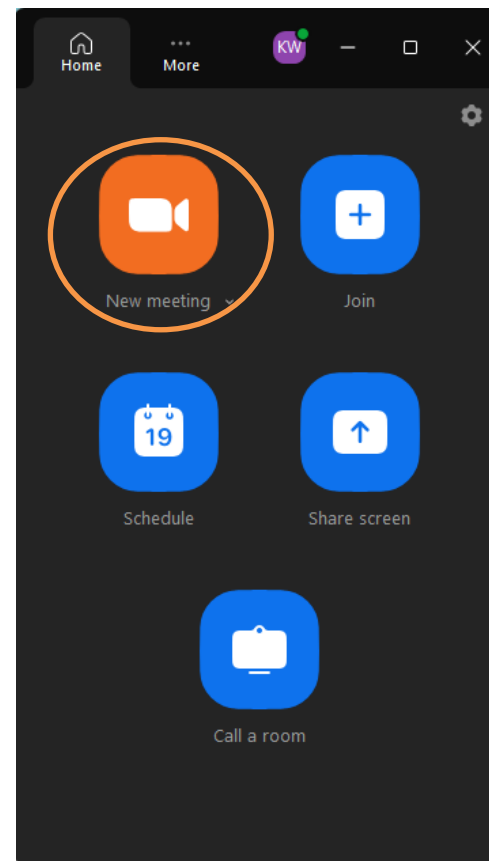 Home
More
KW
New meeting
Join
19
Schedule
Share screen
Call a room